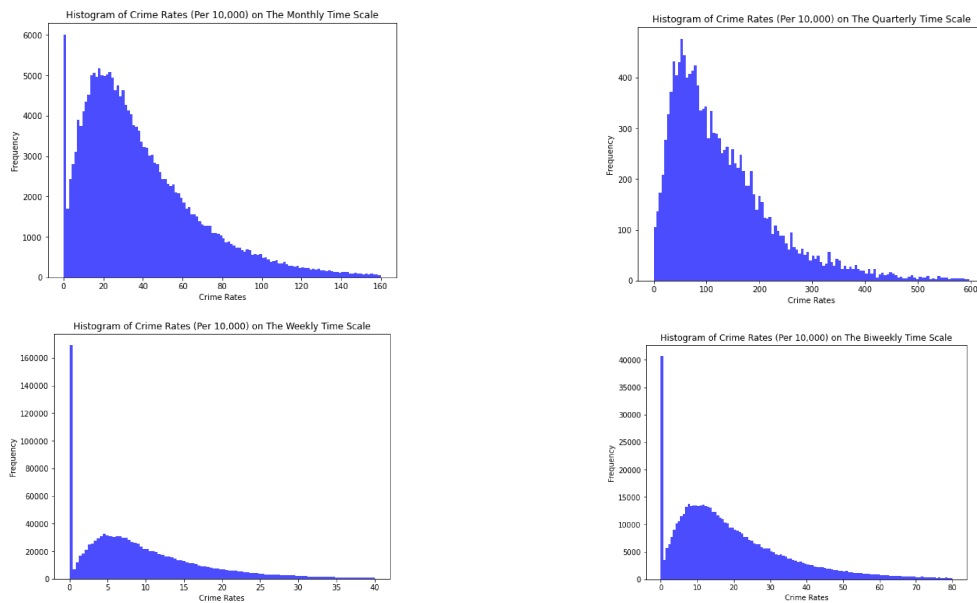 Histogram of Crime Rates (Per 10,000) on The Monthly Time Scale
6000
5000
4000
3000
2000
1000
0
Frequency
0 20 40 60 80 100 120 140 160
Crime Rates
Histogram of Crime Rates (Per 10,000) on The Quarterly Time Scale
400
300
200
100
0
Frequency
0 100 200 300 400 500 600
Crime Rates
Histogram of Crime Rates (Per 10,000) on The Weekly Time Scale
160000
140000
120000
100000
80000
60000
40000
20000
0
Frequency
0 5 10 15 20 25 30 35 40
Crime Rates
Histogram of Crime Rates (Per 10,000) on The Biweekly Time Scale
40000
35000
30000
25000
20000
15000
10000
5000
0
Frequency
0 10 20 30 40 50 60 70 80
Crime Rates